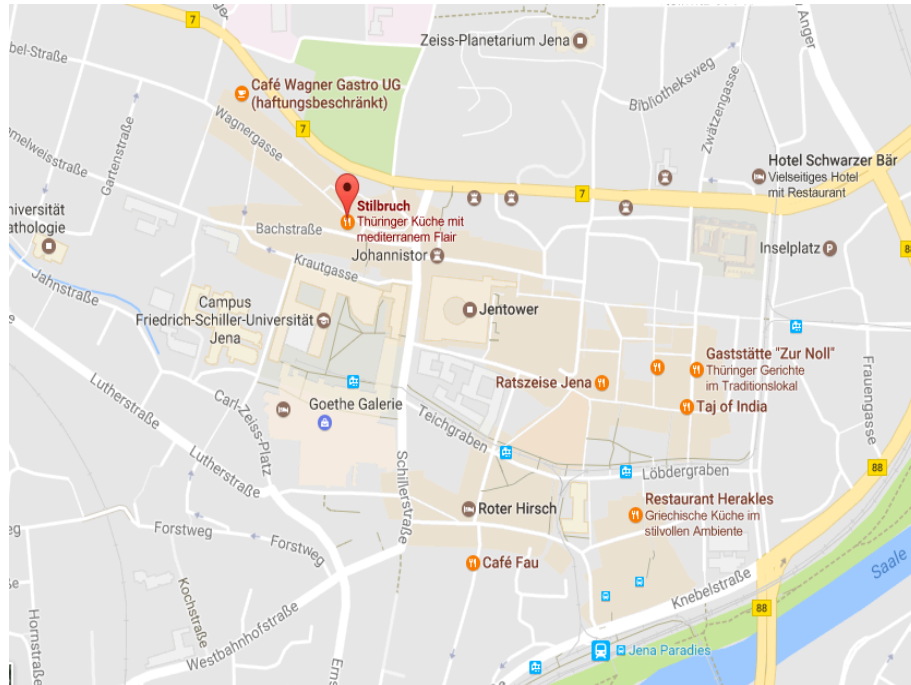 7
Zeiss-Planetarium Jena
Anger
bel-Straße
Café Wagner Gastro UG
(haftungsbeschränkt)
Bibliotheksweg
Zwätzengasse
Wagnergasse
7
melweisstraße
Gartenstraße
Hotel Schwarzer Bär
Vielseitiges Hotel
mit Restaurant
7
Stilbruch
Thüringer Küche mit
mediterranem Flair
niversität
athologie
Bachstraße
Johannistor
Inselplatz
P
88
Krautgasse
Jahnstraße
Campus
Friedrich-Schiller-Universität
Jena
Jentower
Gaststätte "Zur Noll"
Thüringer Gerichte
im Traditionslokal
Ratszeise Jena
Frauengasse
Lutherstraße
Carl-Zeiss-Platz
Goethe Galerie
Taj of India
Teichgraben
Lutherstraße
Schillerstraße
Löbdergraben
88
Restaurant Herakles
Griechische Küche im
stilvollen Ambiente
Roter Hirsch
Forstweg
Forstweg
Café Fau
Saale
Knebelstraße
Kochstraße
88
Hornstraße
Westbahnhofstraße
Erns
Jena Paradies